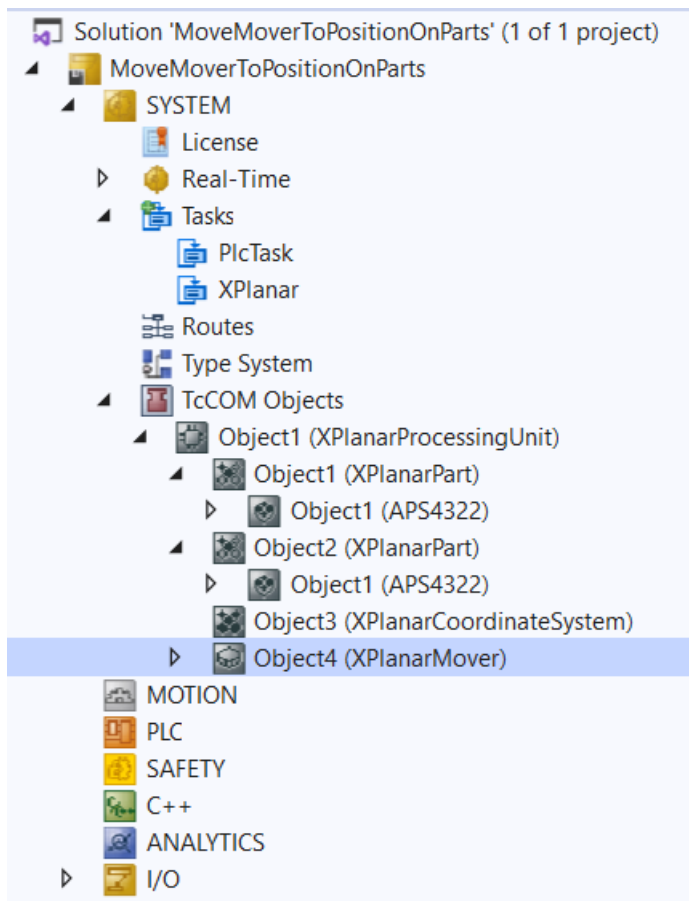 Solution 'MoveMoverToPositionOnParts' (1 of 1 project)
MoveMoverToPositionOnParts
SYSTEM
License
Real-Time
Tasks
PlcTask
XPlanar
Routes
Type System
TcCOM Objects
Object1 (XPlanarProcessingUnit)
Object1 (XPlanarPart)
Object1 (APS4322)
Object2 (XPlanarPart)
Object1 (APS4322)
Object3 (XPlanarCoordinateSystem)
Object4 (XPlanarMover)
MOTION
PLC
SAFETY
C++
ANALYTICS
I/O